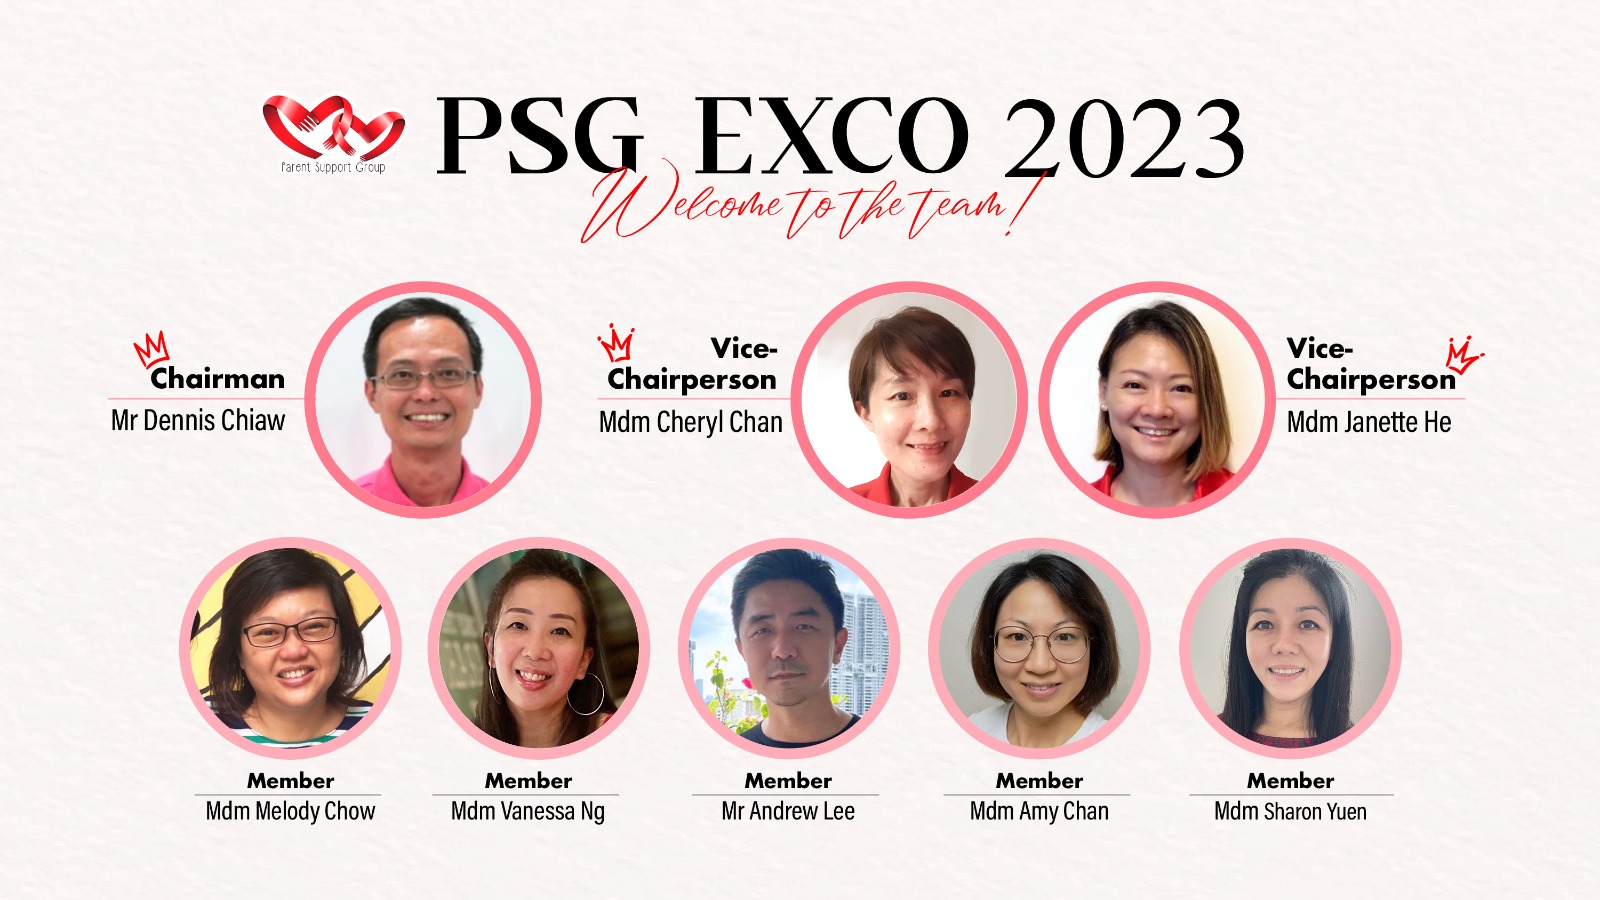 Parent Support Group
PSG EXCO 2023
Welcome to the team!
Chairman
Mr Dennis Chiaw
Vice-
Chairperson
Mdm Cheryl Chan
Vice-
Chairperson
Mdm Janette He
Member
Mdm Melody Chow
Member
Mdm Vanessa Ng
Member
Mr Andrew Lee
Member
Mdm Amy Chan
Member
Mdm Sharon Yuen